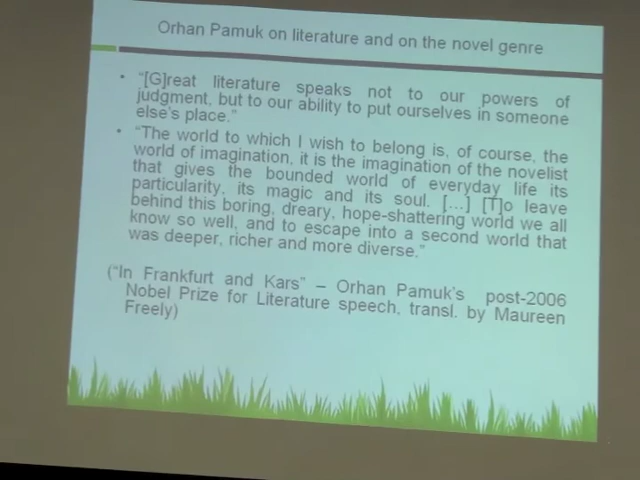 Orhan Pamuk on literature and on the novel genre
• "[G]reat literature speaks not to our powers of
judgment, but to our ability to put ourselves in someone
else's place."
• "The world to which I wish to belong is, of course, the
world of imagination, it is the imagination of the novelist
that gives the bounded world of everyday life its
particularity, its magic and its soul. [...] [T]o leave
behind this boring, dreary, hope-shattering world we all
know so well, and to escape into a second world that
was deeper, richer and more diverse."
("In Frankfurt and Kars" – Orhan Pamuk's post-2006
Nobel Prize for Literature speech, transl. by Maureen
Freely)